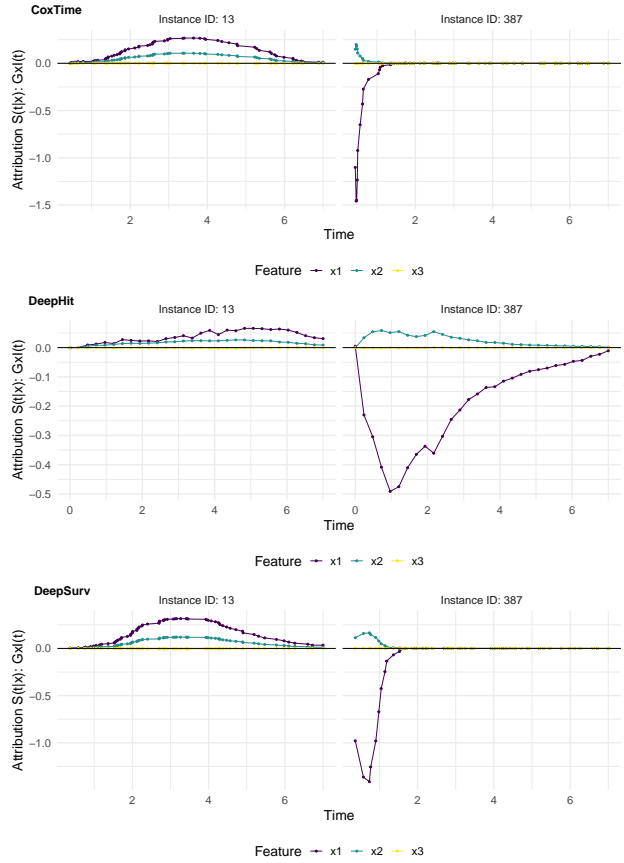 CoxTime
Instance ID: 13
Instance ID: 387
Attribution S(t|x): GxI(t)
0.0
−0.5
−1.0
−1.5
2 4 6
2 4 6
Time
Feature x1 x2 x3
DeepHit
Instance ID: 13
Instance ID: 387
Attribution S(t|x): GxI(t)
0.0
−0.1
−0.2
−0.3
−0.4
−0.5
0 2 4 6
0 2 4 6
Time
Feature x1 x2 x3
DeepSurv
Instance ID: 13
Instance ID: 387
Attribution S(t|x): GxI(t)
0.0
−0.5
−1.0
2 4 6
2 4 6
Time
Feature x1 x2 x3